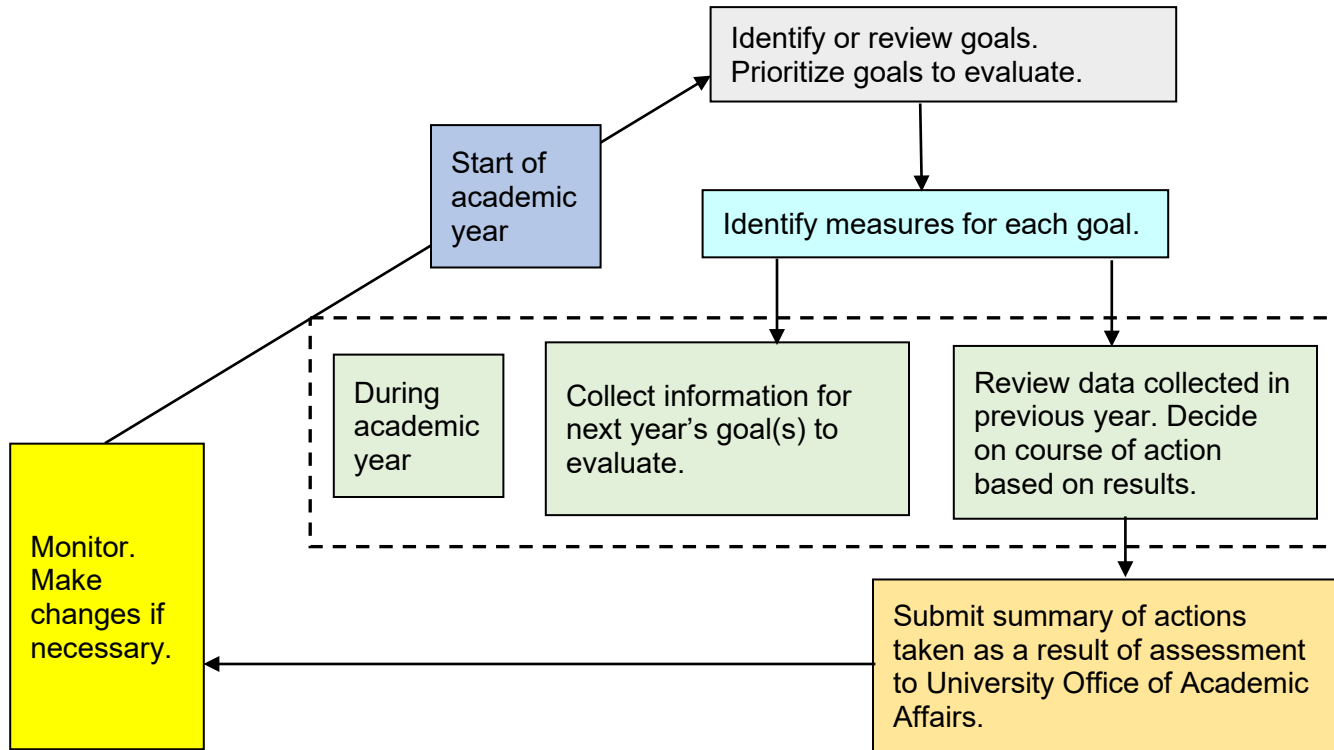 Identify or review goals.
Prioritize goals to evaluate.
Start of
academic
year
Identify measures for each goal.
During
academic
year
Collect information for
next year’s goal(s) to
evaluate.
Review data collected in
previous year. Decide
on course of action
based on results.
Monitor.
Make
changes if
necessary.
Submit summary of actions
taken as a result of assessment
to University Office of Academic
Affairs.